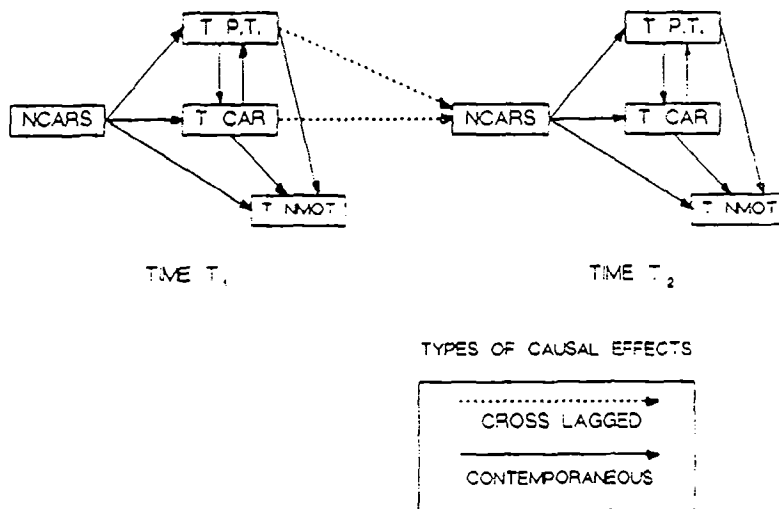 T P.T.
T P.T.
NCARS
T CAR
NCARS
T CAR
T NMOT
T NMOT
TIME T₁
TIME T₂
TYPES OF CAUSAL EFFECTS
CROSS LAGGED
CONTEMPORANEOUS